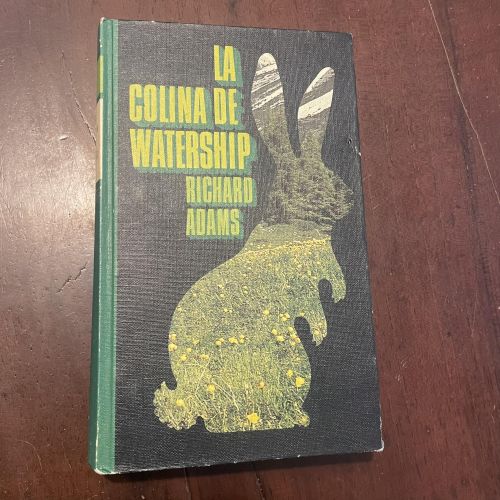 LA
COLINA DE
WATERSHIP
RICHARD
ADAMS